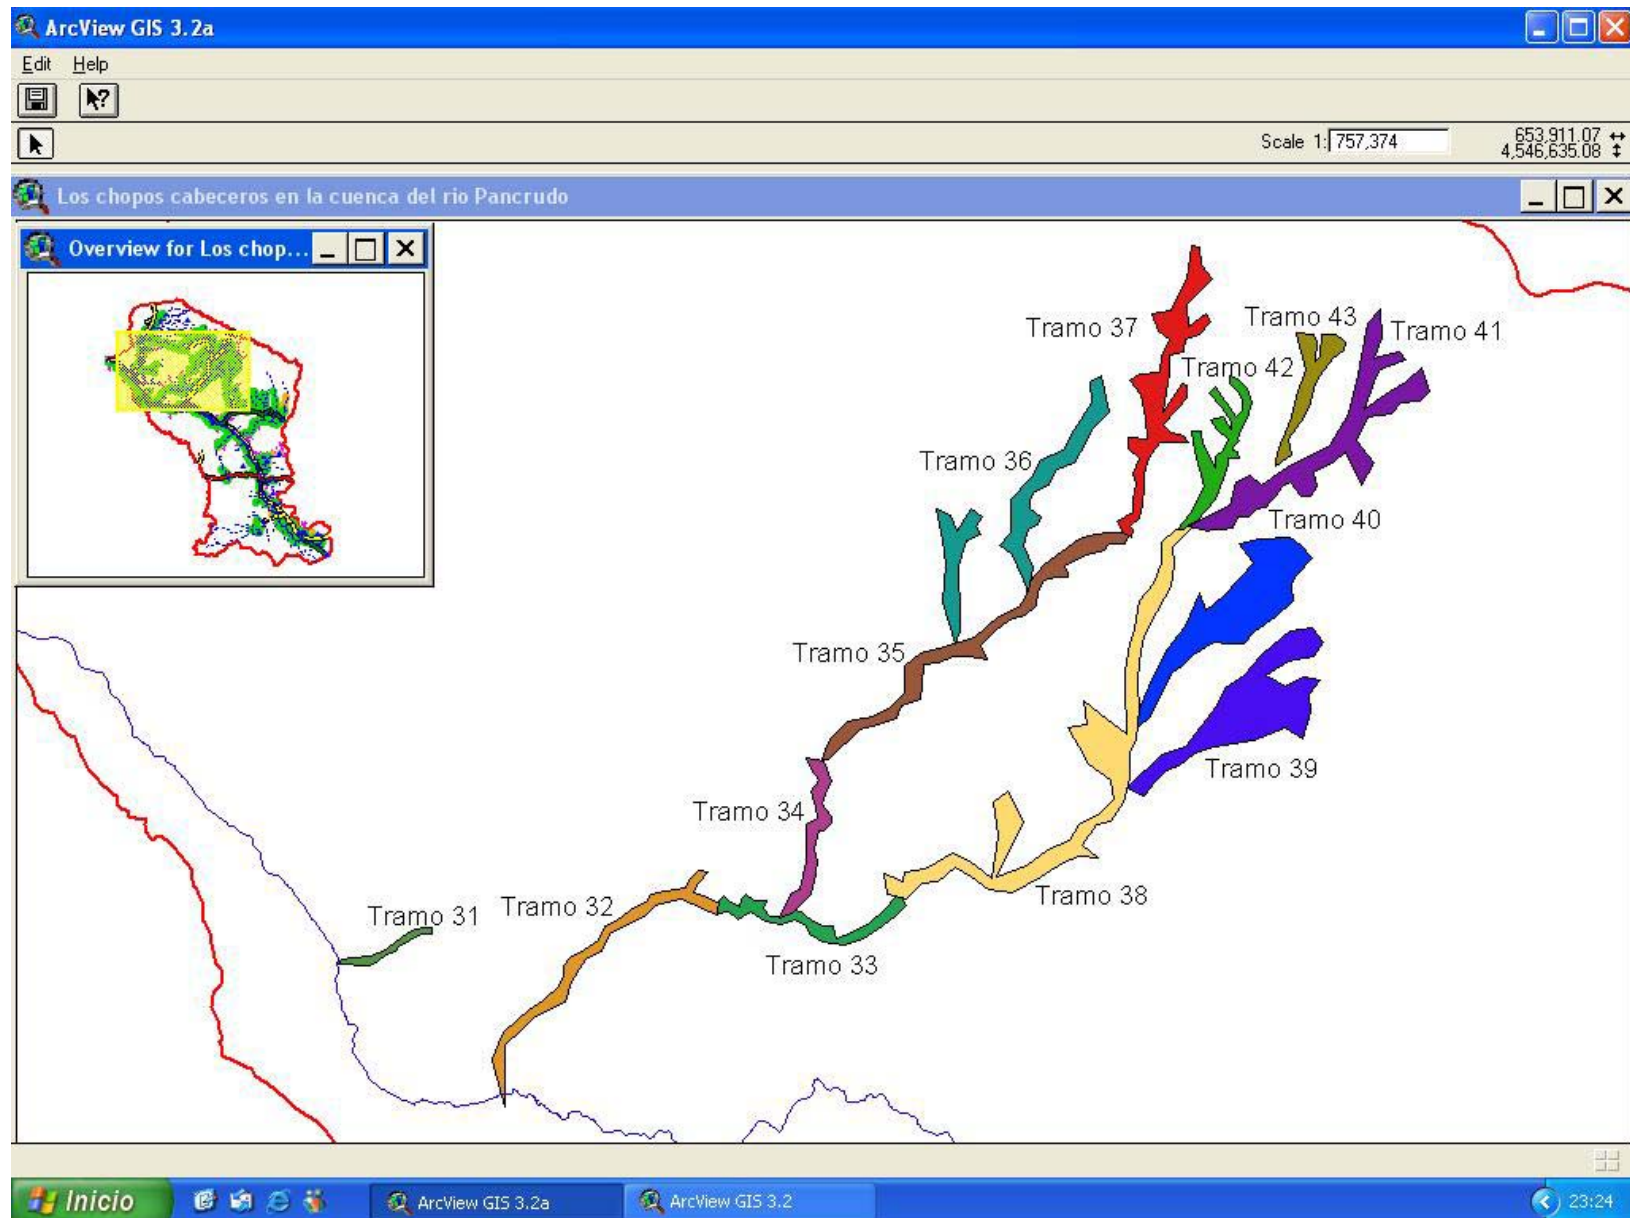 ArcView GIS 3.2a
Edit Help
Scale 1: 757,374
653,911.07
4,546,635.08
Los chopos cabeceros en la cuenca del rio Pancrudo
Overview for Los chop...
Tramo 37
Tramo 43
Tramo 41
Tramo 42
Tramo 36
Tramo 40
Tramo 35
Tramo 39
Tramo 34
Tramo 38
Tramo 32
Tramo 31
Tramo 33
Inicio
ArcView GIS 3.2a
ArcView GIS 3.2
23:24